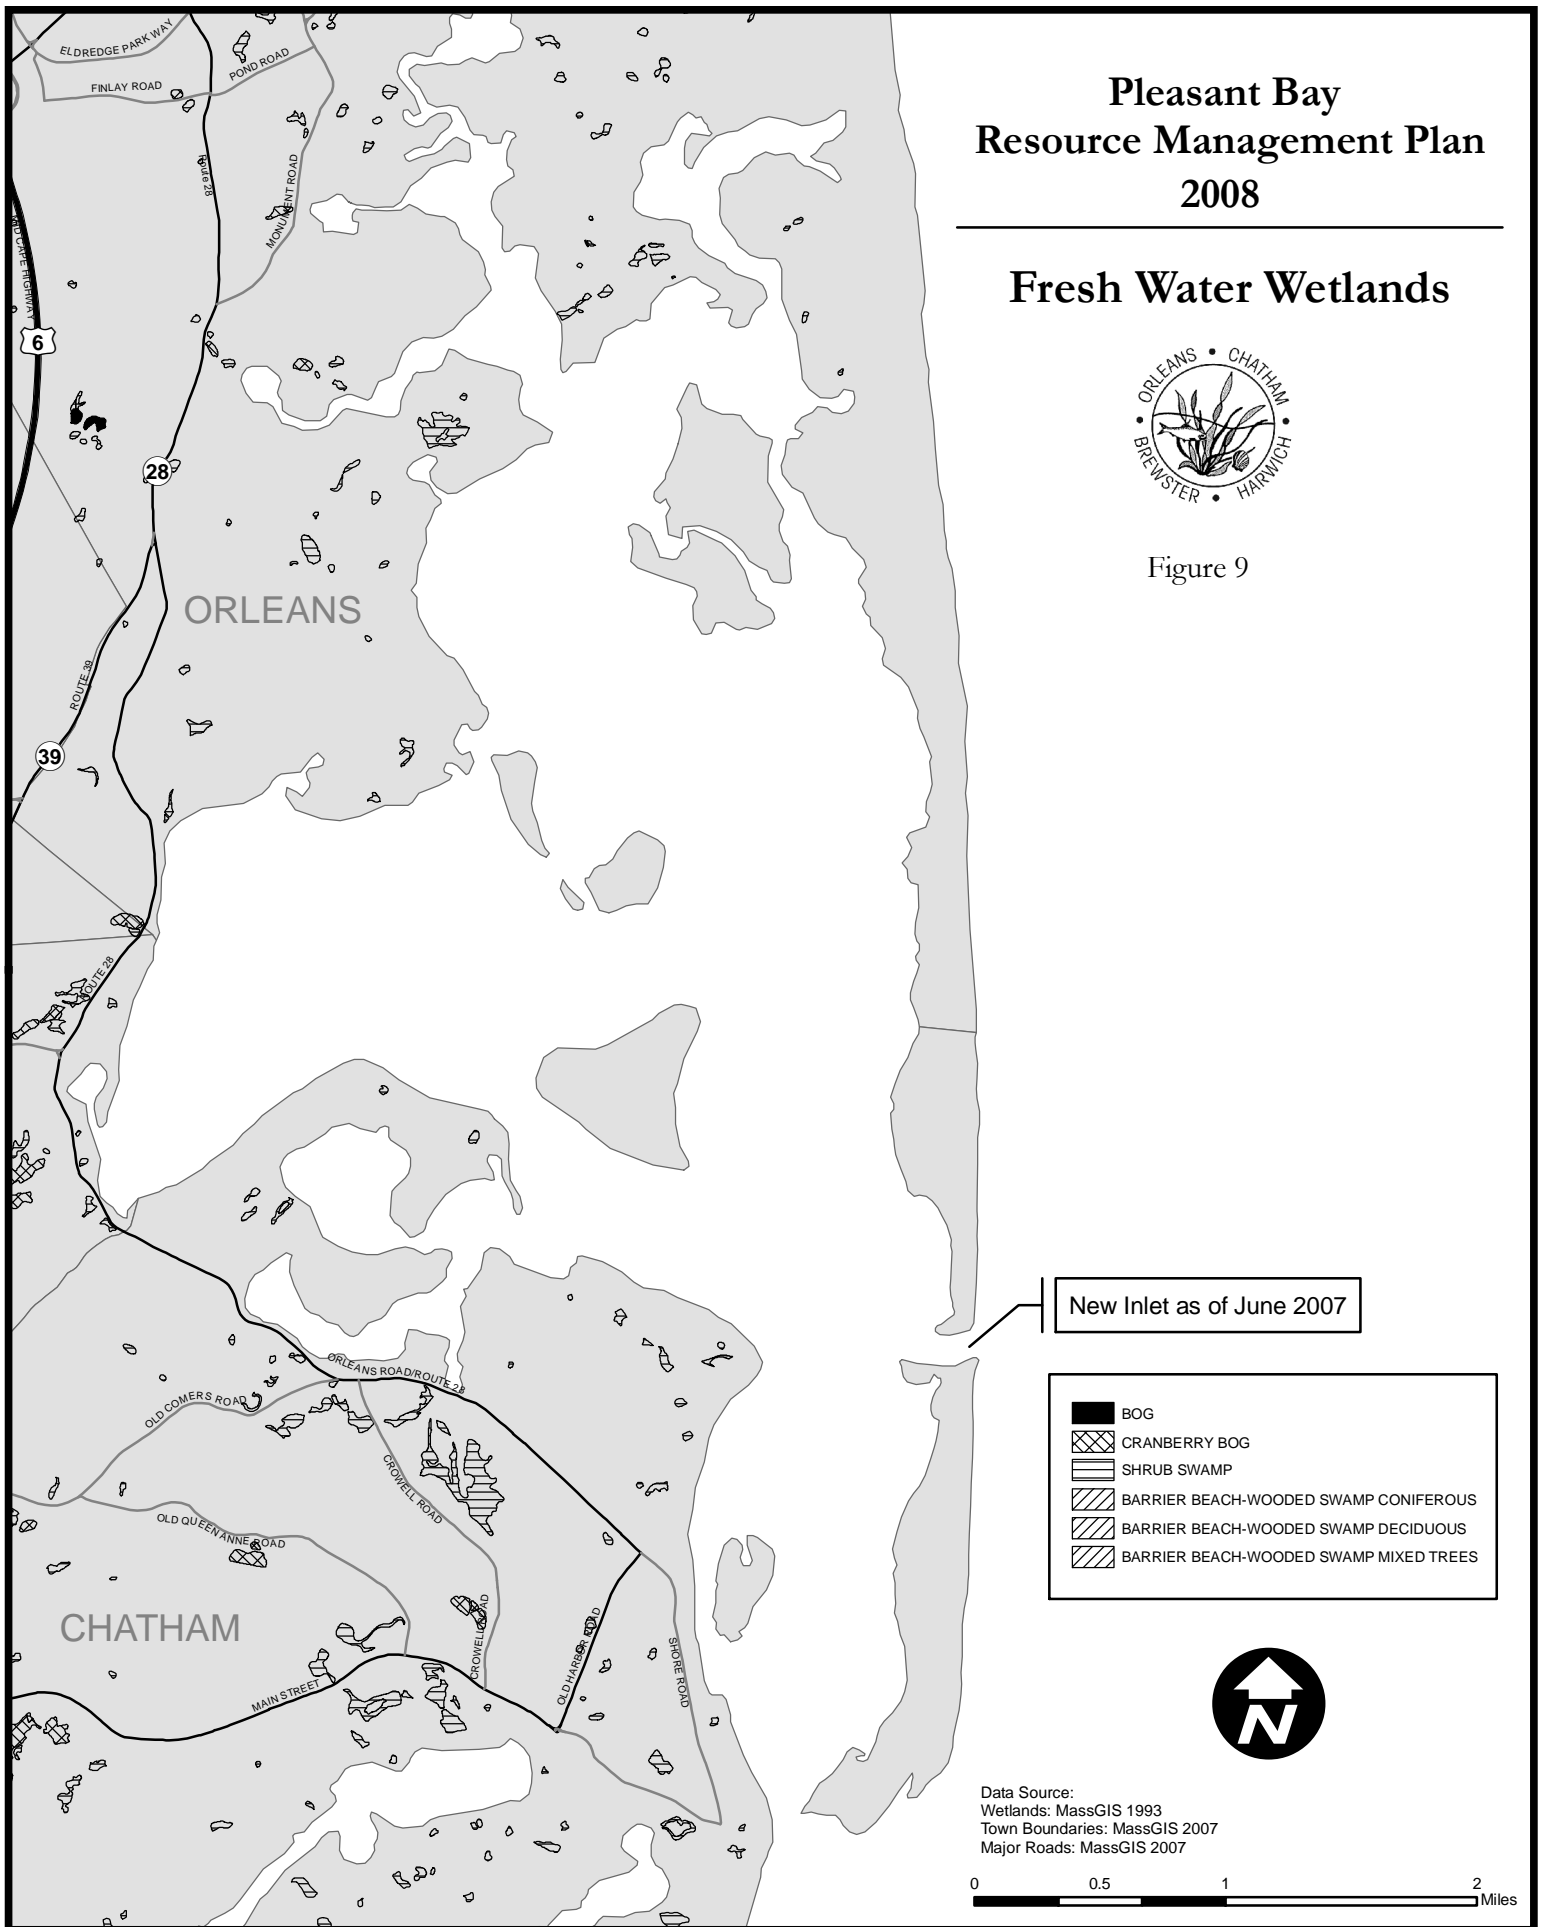 Pleasant Bay
Resource Management Plan
2008
Fresh Water Wetlands
ORLEANS • CHATHAM • HARWICH • BREWSTER •
Figure 9
ELDREDGE PARK WAY
FINLAY ROAD
POND ROAD
Route 28
MONUMENT ROAD
CAPE HIGHWAY
6
28
ORLEANS
ROUTE 39
39
ROUTE 28
New Inlet as of June 2007
ORLEANS ROAD/ROUTE 28
OLD COMERS ROAD
CROWELL ROAD
OLD QUEEN ANNE ROAD
CHATHAM
CROWELL ROAD
OLD HARBOR ROAD
SHORE ROAD
MAIN STREET
BOG
CRANBERRY BOG
SHRUB SWAMP
BARRIER BEACH-WOODED SWAMP CONIFEROUS
BARRIER BEACH-WOODED SWAMP DECIDUOUS
BARRIER BEACH-WOODED SWAMP MIXED TREES
N
Data Source:
Wetlands: MassGIS 1993
Town Boundaries: MassGIS 2007
Major Roads: MassGIS 2007
0 0.5 1 2
Miles